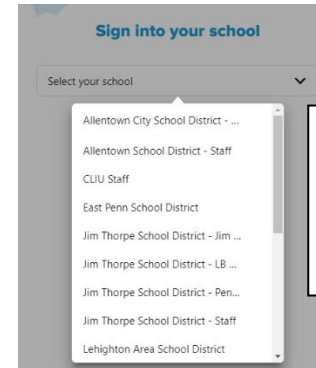 Sign into your school
Select your school
Allentown City School District - ...
Allentown School District - Staff
CLIU Staff
East Penn School District
Jim Thorpe School District - Jim ...
Jim Thorpe School District - LB ...
Jim Thorpe School District - Pen...
Jim Thorpe School District - Staff
Lehighton Area School District